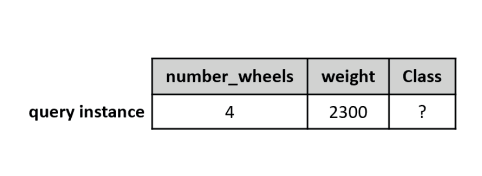 number_wheels weight Class
query instance 4 2300 ?